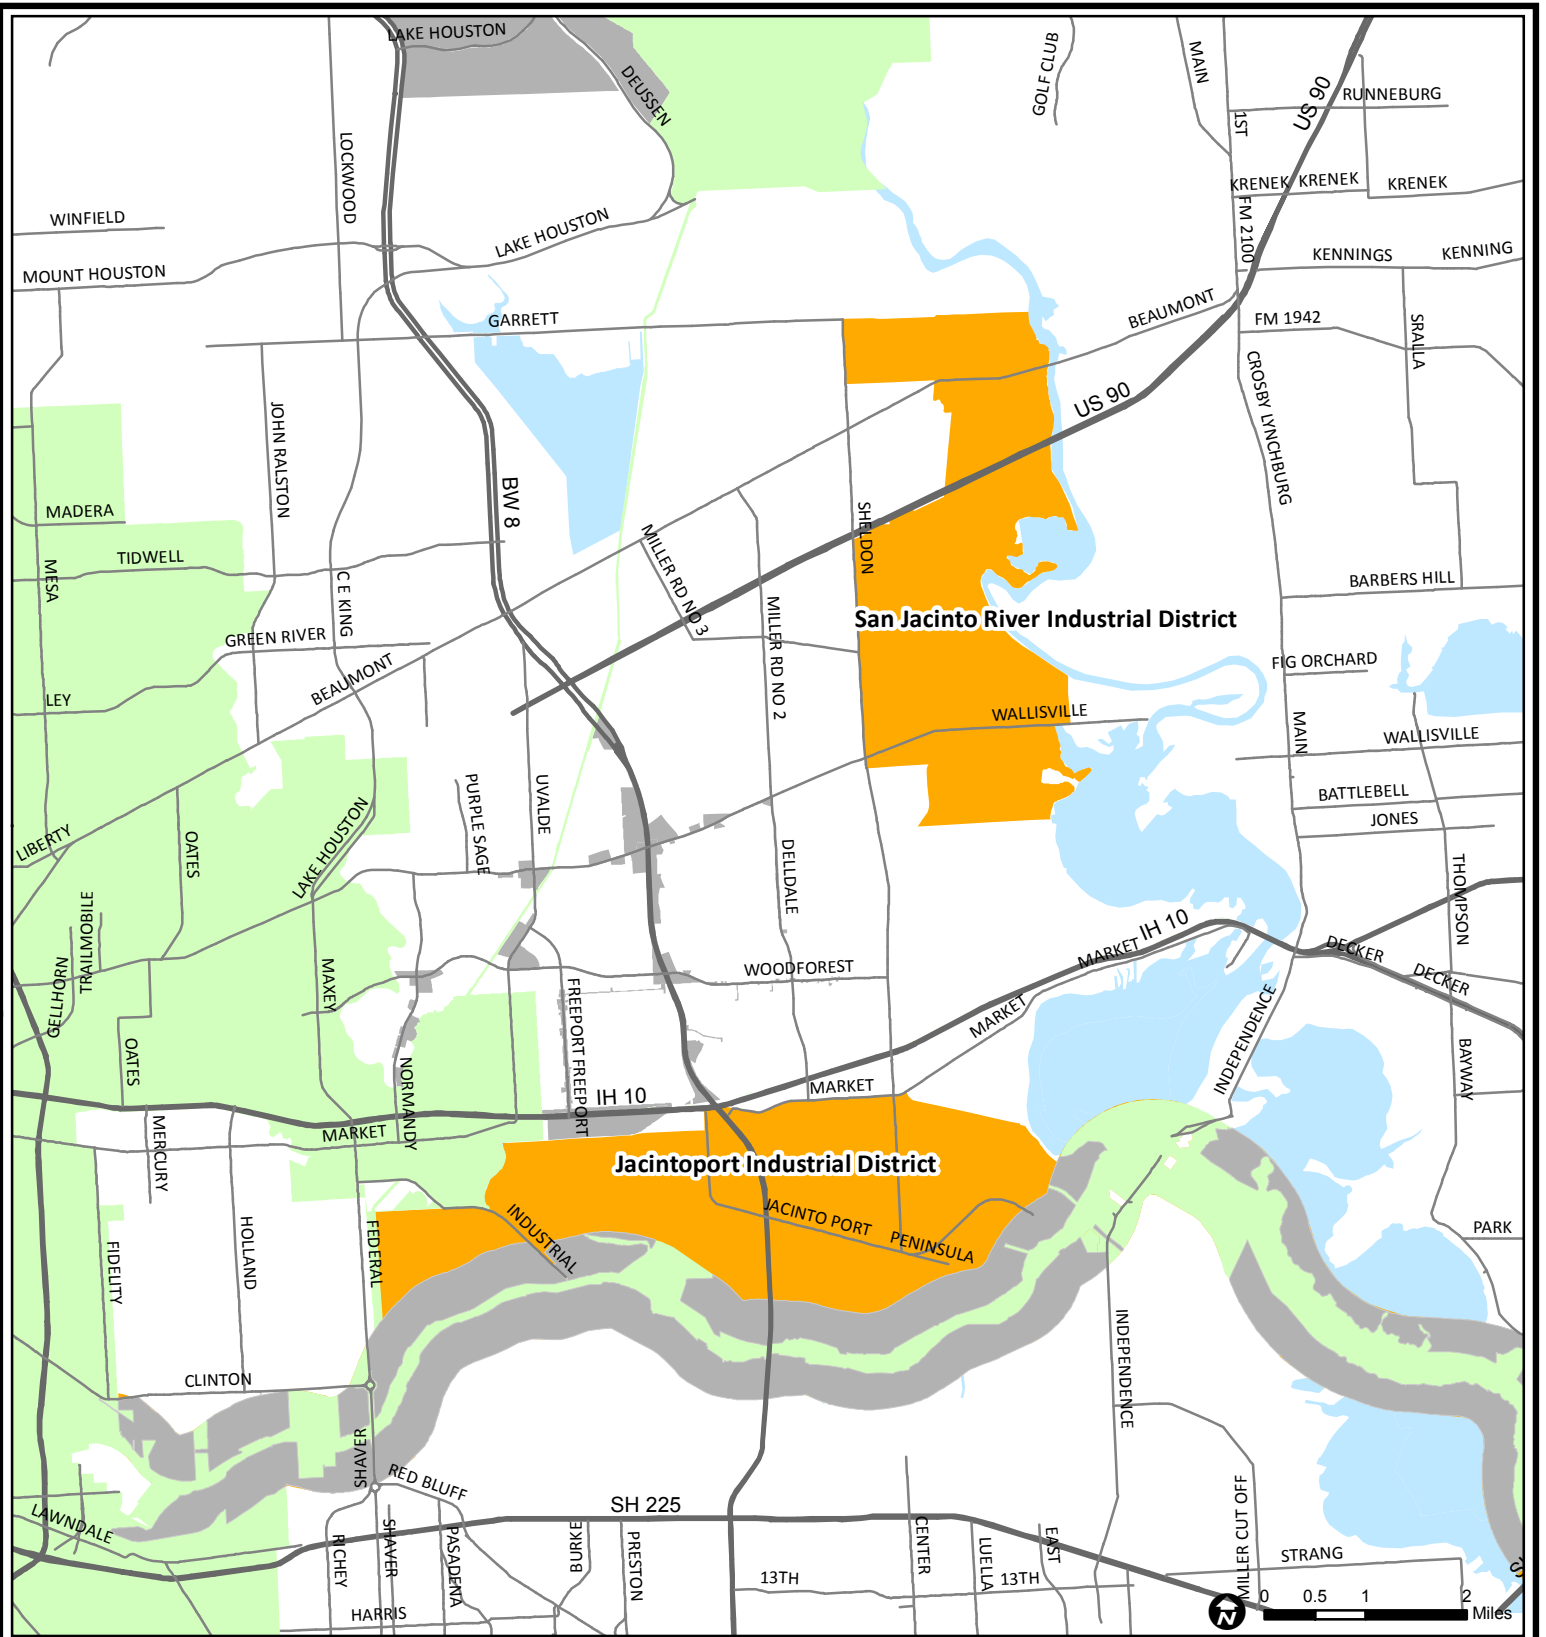 LAKE HOUSTON
DEUSSEN
GOLF CLUB
MAIN
US 90
RUNNEBURG
1ST
LOCKWOOD
KRENEK
KRENEK
KRENEK
WINFIELD
LAKE HOUSTON
FM 2100
KENNINGS
KENNING
MOUNT HOUSTON
BEAUMONT
GARRETT
FM 1942
SRALLA
US 90
CROSBY LYNCHBURG
JOHN RALSTON
BW 8
MADERA
SHELDON
MILLER RD NO 3
TIDWELL
MESA
C E KING
BARBERS HILL
MILLER RD NO 2
San Jacinto River Industrial District
GREEN RIVER
BEAUMONT
FIG ORCHARD
LEY
WALLISVILLE
MAIN
WALLISVILLE
PURPLE SAGE
UVALDE
BATTLEBELL
JONES
LIBERTY
OATES
LAKE HOUSTON
DELLDALE
THOMPSON
TRAILMOBILE
IH 10
MARKET
DECKER
GELLHORN
MAXEY
WOODFOREST
DECKER
FREEPORT
FREEPORT
MARKET
INDEPENDENCE
OATES
NORMANDY
BAYWAY
IH 10
MARKET
MARKET
MERCURY
Jacintoport Industrial District
INDUSTRIAL
JACINTO PORT
PENINSULA
PARK
FIDELITY
HOLLAND
FEDERAL
INDEPENDENCE
CLINTON
SHAVER
RED BLUFF
SH 225
LAWNDALE
RICHEY
SHAVER
PASADENA
BURKE
PRESTON
CENTER
LUELLA
EAST
MILLER CUT OFF
STRANG
13TH
13TH
HARRIS
N
0 0.5 1 2
Miles